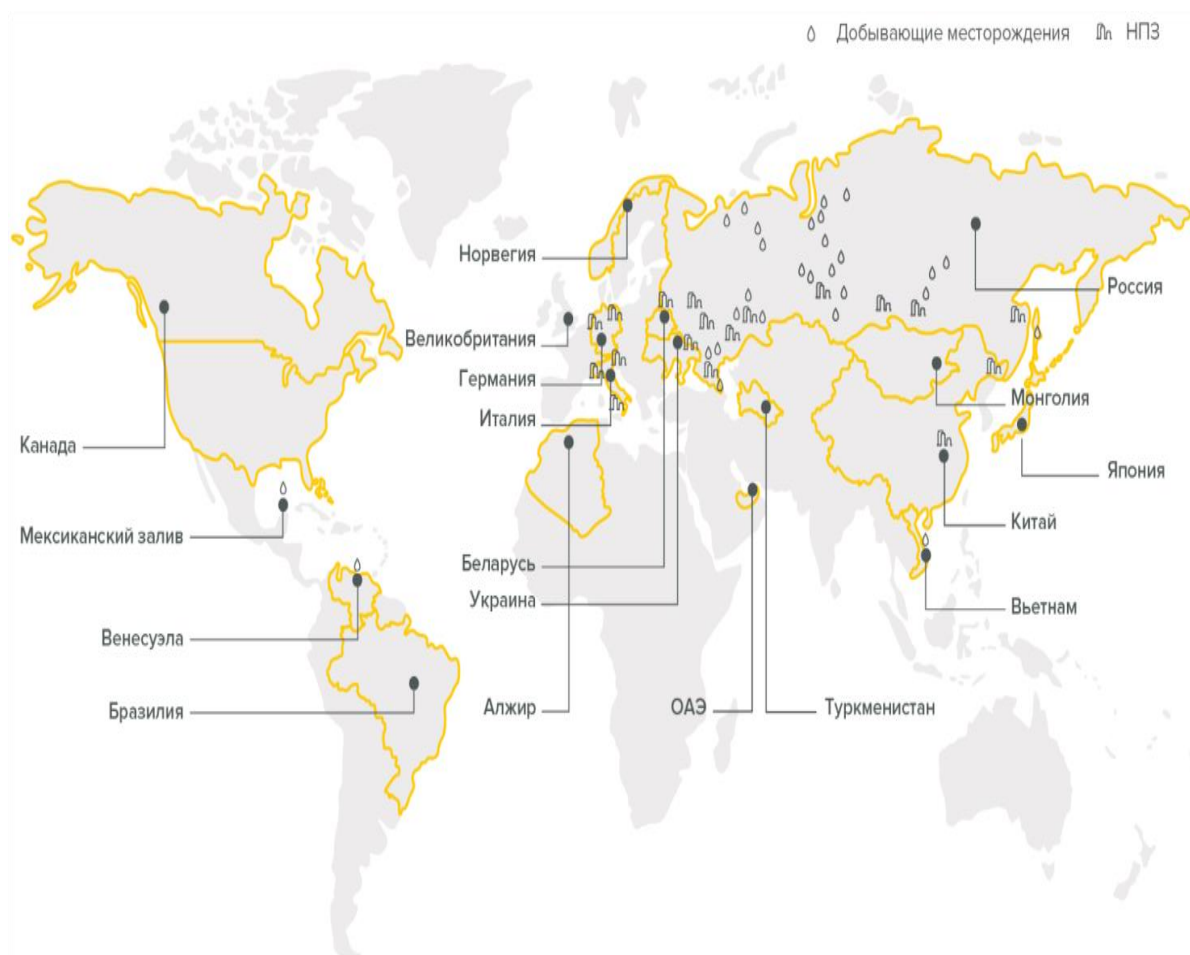 Добывающие месторождения
НПЗ
Норвегия
Россия
Великобритания
Германия
Монголия
Италия
Канада
Япония
Китай
Мексиканский залив
Беларусь
Украина
Вьетнам
Венесуэла
Бразилия
Алжир
ОАЭ
Туркменистан